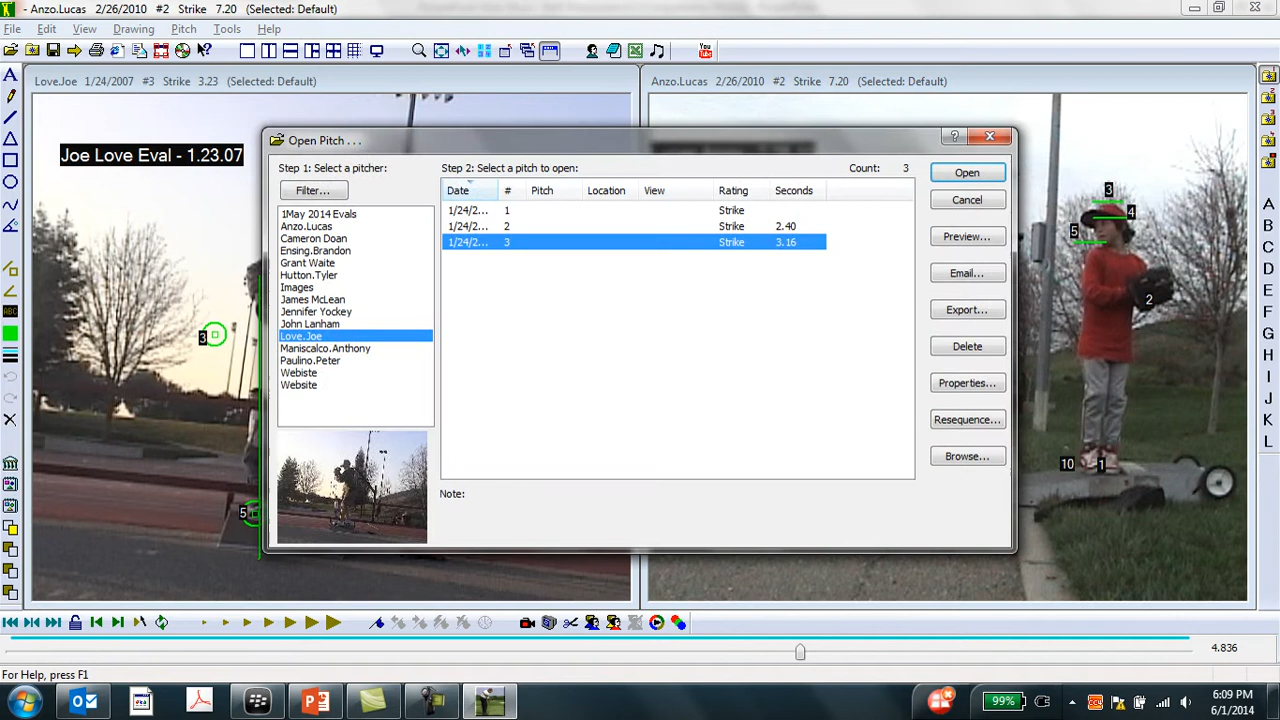 - Anzo.Lucas 2/26/2010 #2 Strike 7.20 (Selected: Default)
File Edit View Drawing Pitch Tools Help
You
Love.Joe 1/24/2007 #3 Strike 3.23 (Selected: Default)
Anzo.Lucas 2/26/2010 #2 Strike 7.20 (Selected: Default)
Joe Love Eval - 1.23.07
Open Pitch . . .
Step 1: Select a pitcher:
Step 2: Select a pitch to open:
Count: 3
Filter...
Date # Pitch Location View Rating Seconds
1/24/2... 1 Strike
1/24/2... 2 Strike 2.40
1/24/2... 3 Strike 3.16
1May 2014 Evals
Anzo.Lucas
Cameron Doan
Ensing.Brandon
Grant Waite
Hutton.Tyler
Images
James McLean
Jennifer Yockey
John Lanham
Love.Joe
Maniscalco.Anthony
Paulino.Peter
Webiste
Website
Note:
Open
Cancel
Preview...
Email...
Export...
Delete
Properties...
Resequence...
Browse...
3
5
3
4
5
2
10
1
A
ABC
A
B
C
D
E
F
G
H
I
J
K
L
4.836
For Help, press F1
99%
6:09 PM
6/1/2014